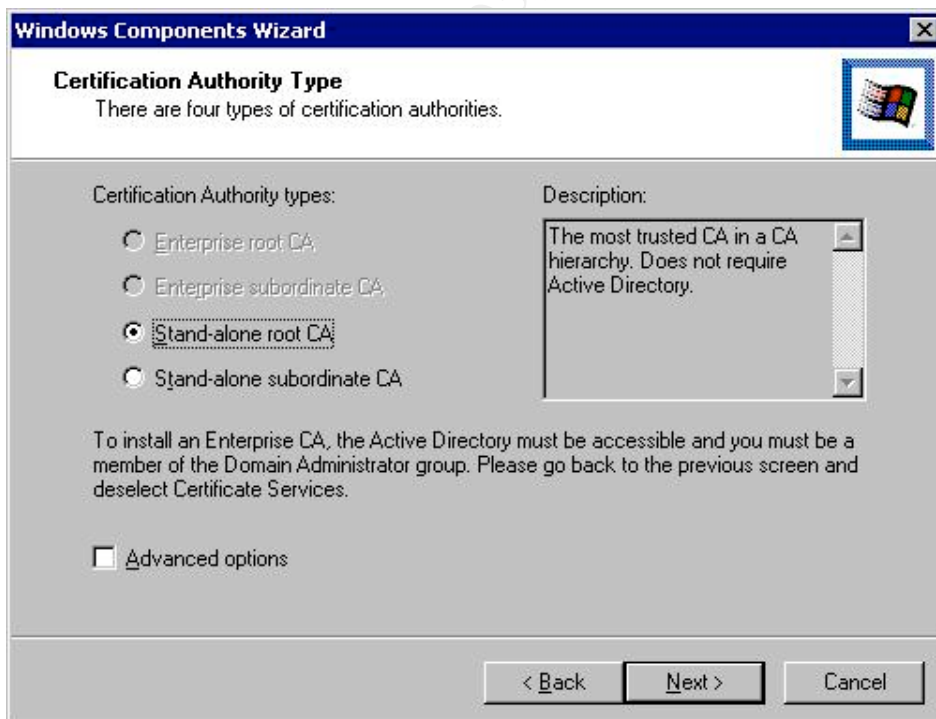 Windows Components Wizard
Certification Authority Type
There are four types of certification authorities.
Certification Authority types:
Enterprise root CA
Enterprise subordinate CA
Stand-alone root CA
Stand-alone subordinate CA
Description:
The most trusted CA in a CA
hierarchy. Does not require
Active Directory.
To install an Enterprise CA, the Active Directory must be accessible and you must be a
member of the Domain Administrator group. Please go back to the previous screen and
deselect Certificate Services.
Advanced options
< Back Next > Cancel